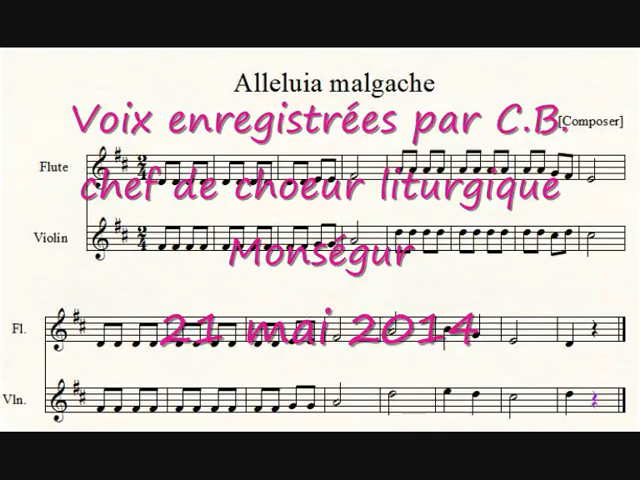 Alleluia malgache
Voix enregistrées par C.B.
[Composer]
Flute
chef de choeur liturgique
Violin
Monségur
Fl.
21 mai 2014
Vln.